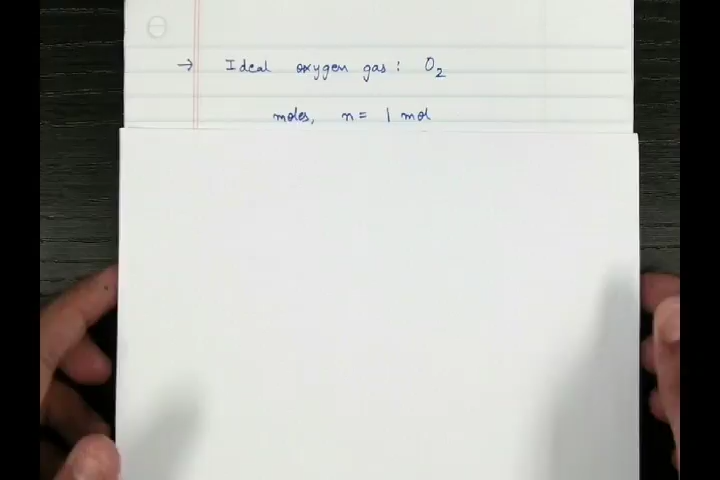 → Ideal oxygen gas : O₂
moles, n = 1 mol